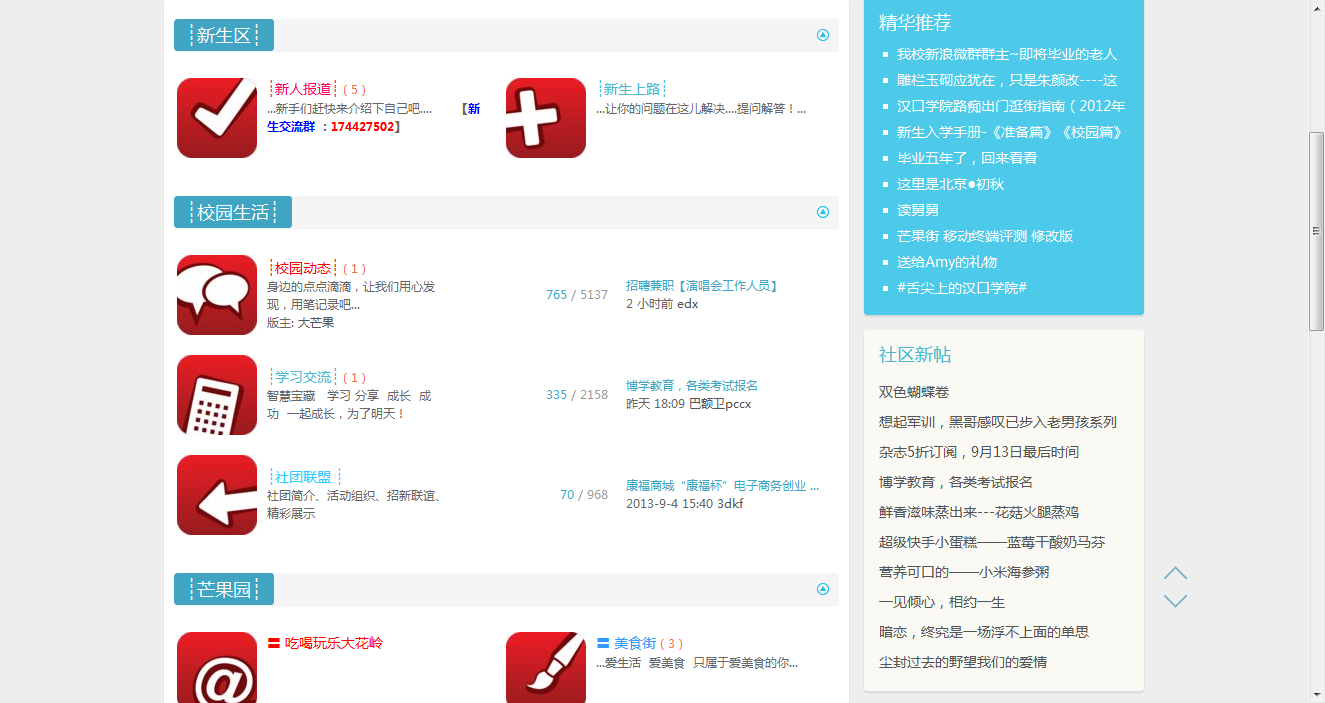 ┆新生区┆
┆新人报道┆ ( 5 )
...新手们赶快来介绍下自己吧.... 【新
生交流群 ：174427502】
┆新生上路┆
...让你的问题在这儿解决....提问解答！...
┆校园生活┆
┆校园动态┆ ( 1 )
身边的点点滴滴，让我们用心发
现，用笔记录吧...
版主: 大芒果
765 / 5137
招聘兼职【演唱会工作人员】
2 小时前 edx
┆学习交流┆ ( 1 )
智慧宝藏 学习 分享 成长 成
功 一起成长，为了明天！
335 / 2158
博学教育，各类考试报名
昨天 18:09 巴额卫pccx
┆社团联盟 ┆
社团简介、活动组织、招新联谊、
精彩展示
70 / 968
康福商城“康福杯”电子商务创业 ...
2013-9-4 15:40 3dkf
┆芒果园┆
〓 吃喝玩乐大花岭
〓 美食街 ( 3 )
...爱生活 爱美食 只属于爱美食的你...
精华推荐
我校新浪微群群主~即将毕业的老人
雕栏玉砌应犹在，只是朱颜改----这
汉口学院路痴出门逛街指南（2012年
新生入学手册-《准备篇》《校园篇》
毕业五年了，回来看看
这里是北京●初秋
读舅舅
芒果街 移动终端评测 修改版
送给Amy的礼物
#舌尖上的汉口学院#
社区新帖
双色蝴蝶卷
想起军训，黑哥感叹已步入老男孩系列
杂志5折订阅，9月13日最后时间
博学教育，各类考试报名
鲜香滋味蒸出来---花菇火腿蒸鸡
超级快手小蛋糕——蓝莓干酸奶马芬
营养可口的——小米海参粥
一见倾心，相约一生
暗恋，终究是一场浮不上面的单思
尘封过去的野望我们的爱情